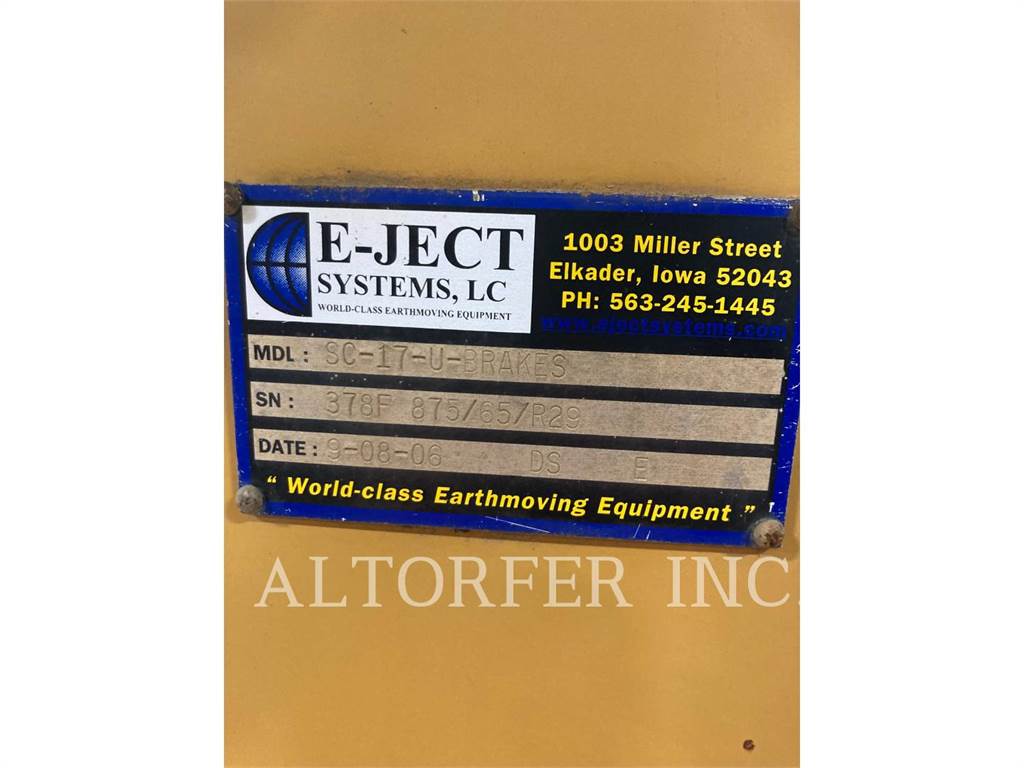 E-JECT
SYSTEMS, LC
WORLD-CLASS EARTHMOVING EQUIPMENT
1003 Miller Street
Elkader, Iowa 52043
PH: 563-245-1445
www.ejectsystems.com
MDL: SC-17-U-BRAKES
SN: 378F 875/65/R29
DATE: 9-08-06 DS E
“ World-class Earthmoving Equipment ”
ALTORFER INC.